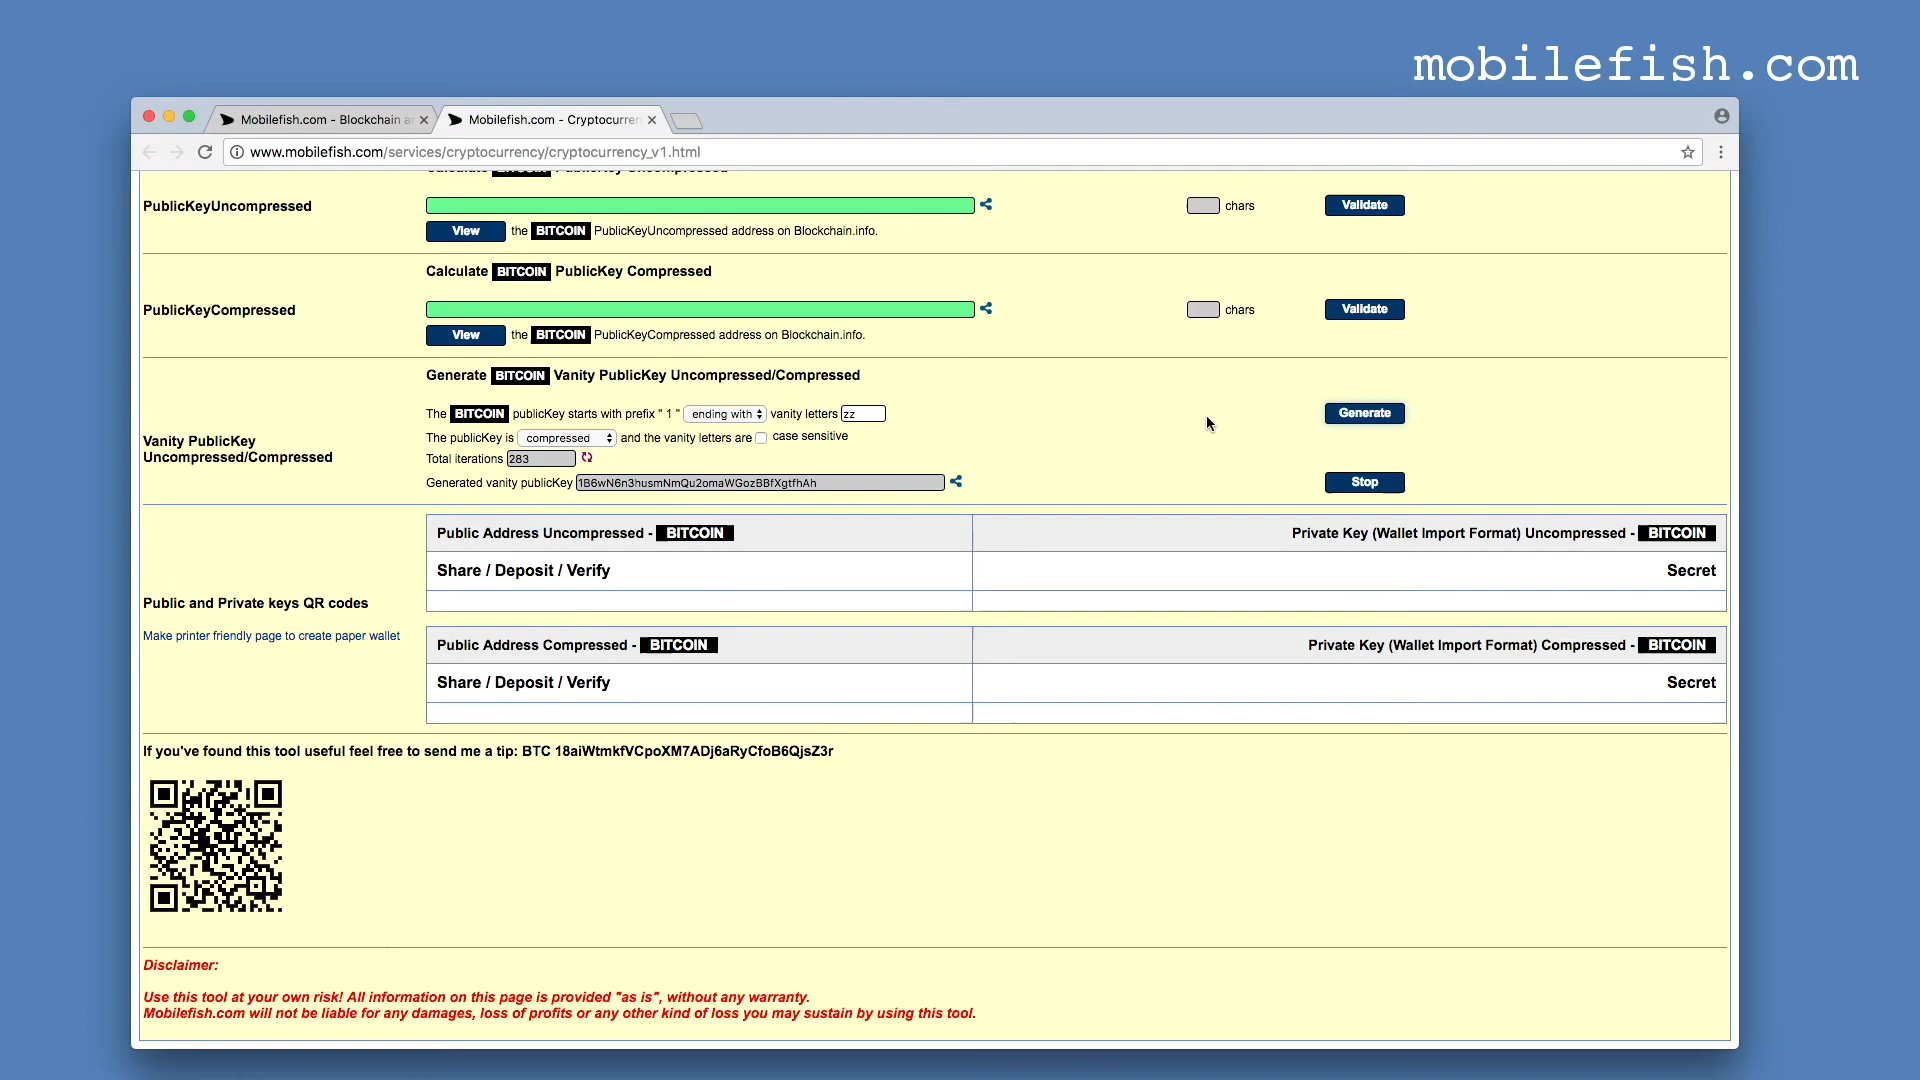 mobilefish.com
Mobilefish.com - Blockchain a
Mobilefish.com - Cryptocurren
www.mobilefish.com/services/cryptocurrency/cryptocurrency_v1.html
Calculate BITCOIN PublicKey Uncompressed
PublicKeyUncompressed chars Validate
View the BITCOIN PublicKeyUncompressed address on Blockchain.info.
Calculate BITCOIN PublicKey Compressed
PublicKeyCompressed chars Validate
View the BITCOIN PublicKeyCompressed address on Blockchain.info.
Generate BITCOIN Vanity PublicKey Uncompressed/Compressed
The BITCOIN publicKey starts with prefix " 1 " ending with vanity letters zz Generate
Vanity PublicKey
Uncompressed/Compressed
The publicKey is compressed and the vanity letters are case sensitive
Total iterations 283
Generated vanity publicKey 1B6wN6n3husmNmQu2omaWGozBBfXgtfhAh Stop
Public Address Uncompressed - BITCOIN Private Key (Wallet Import Format) Uncompressed - BITCOIN
Share / Deposit / Verify Secret
Public and Private keys QR codes
Make printer friendly page to create paper wallet
Public Address Compressed - BITCOIN Private Key (Wallet Import Format) Compressed - BITCOIN
Share / Deposit / Verify Secret
If you've found this tool useful feel free to send me a tip: BTC 18aiWtmkfVCpoXM7ADj6aRyCfoB6QjsZ3r
Disclaimer:
Use this tool at your own risk! All information on this page is provided "as is", without any warranty.
Mobilefish.com will not be liable for any damages, loss of profits or any other kind of loss you may sustain by using this tool.